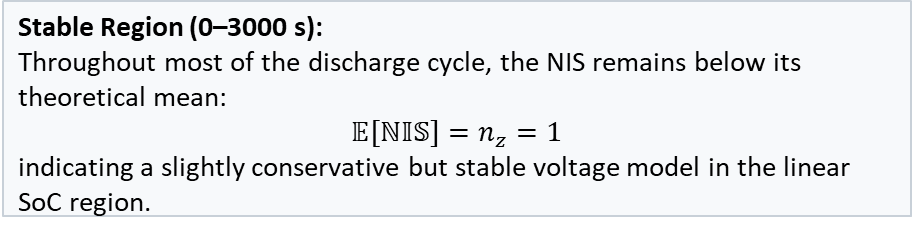 Stable Region (0–3000 s):
Throughout most of the discharge cycle, the NIS remains below its
theoretical mean:
𝔼[ℕ𝕀𝕊] = n_z = 1
indicating a slightly conservative but stable voltage model in the linear
SoC region.